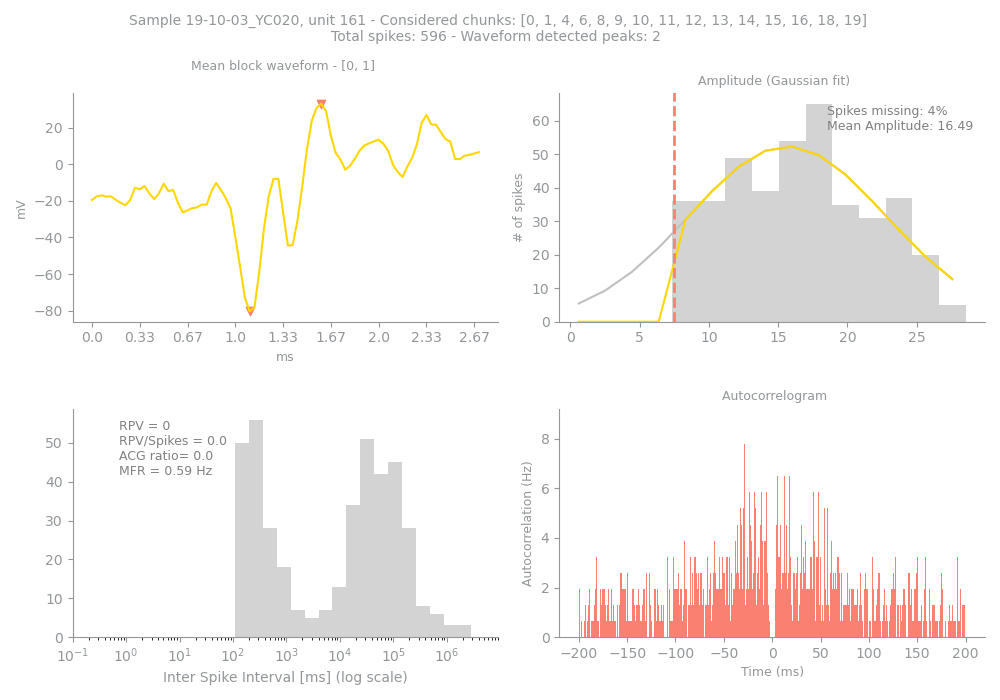 Sample 19-10-03_YC020, unit 161 - Considered chunks: [0, 1, 4, 6, 8, 9, 10, 11, 12, 13, 14, 15, 16, 18, 19]
Total spikes: 596 - Waveform detected peaks: 2
Mean block waveform - [0, 1]
20
0
−20
−40
−60
−80
mV
0.0 0.33 0.67 1.0 1.33 1.67 2.0 2.33 2.67
ms
Amplitude (Gaussian fit)
Spikes missing: 4%
Mean Amplitude: 16.49
60
50
40
30
20
10
0
# of spikes
0 5 10 15 20 25
RPV = 0
RPV/Spikes = 0.0
ACG ratio= 0.0
MFR = 0.59 Hz
50
40
30
20
10
0
10⁻¹ 10⁰ 10¹ 10² 10³ 10⁴ 10⁵ 10⁶
Inter Spike Interval [ms] (log scale)
Autocorrelogram
8
6
4
2
0
Autocorrelation (Hz)
−200 −150 −100 −50 0 50 100 150 200
Time (ms)